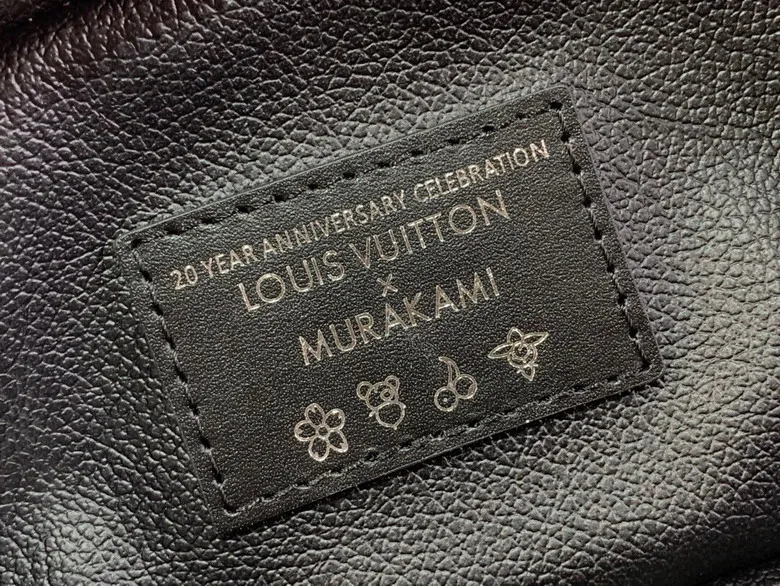 20 YEAR ANNIVERSARY CELEBRATION
LOUIS VUITTON
x
MURAKAMI